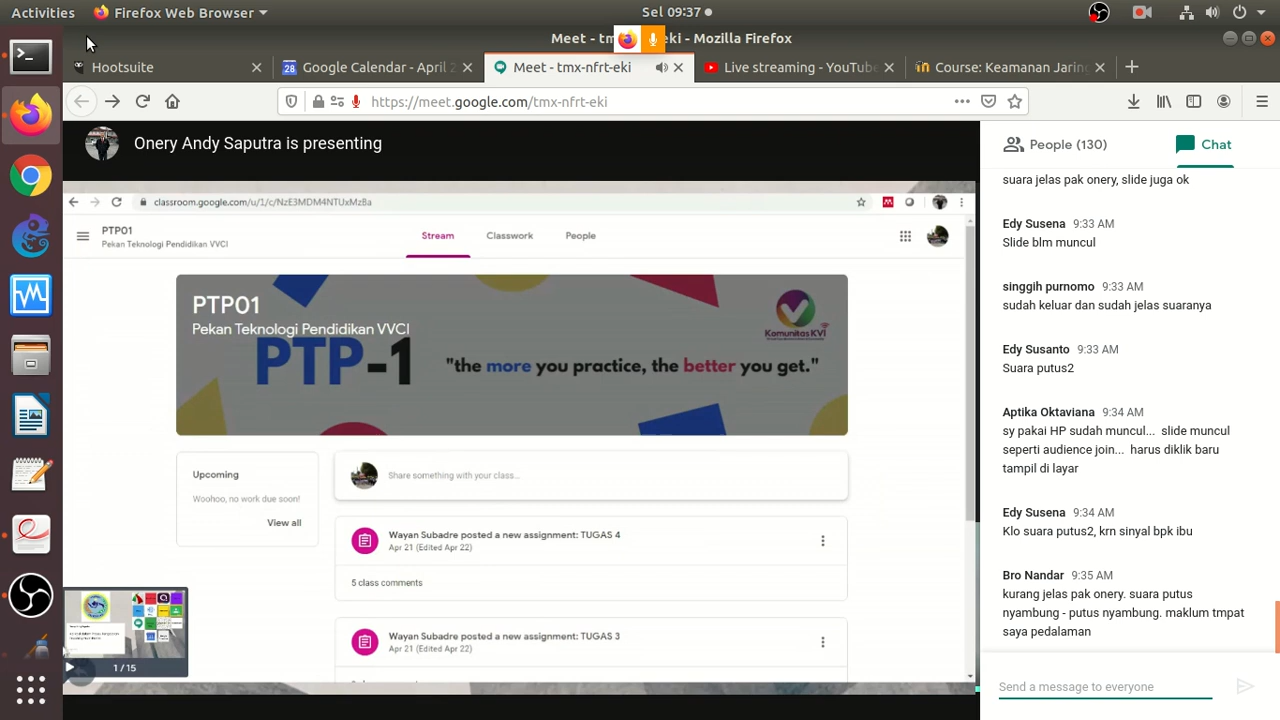 Activities
Firefox Web Browser
Sel 09:37
Meet - tm
eki - Mozilla Firefox
Hootsuite
Google Calendar - April 2
Meet - tmx-nfrt-eki
Live streaming - YouTube
Course: Keamanan Jaring
https://meet.google.com/tmx-nfrt-eki
Onery Andy Saputra is presenting
People (130)
Chat
classroom.google.com/u/1/c/NzE3MDM4NTUxMz8a
PTP01
Pekan Teknologi Pendidikan VVCI
Stream
Classwork
People
PTP01
Pekan Teknologi Pendidikan VVCI
PTP-1
"the more you practice, the better you get."
Komunitas KVI
Upcoming
Woohoo, no work due soon!
View all
Share something with your class...
Wayan Subadre posted a new assignment: TUGAS 4
Apr 21 (Edited Apr 22)
5 class comments
Wayan Subadre posted a new assignment: TUGAS 3
Apr 21 (Edited Apr 22)
1 / 15
suara jelas pak onery, slide juga ok
Edy Susena 9:33 AM
Slide blm muncul
singgih purnomo 9:33 AM
sudah keluar dan sudah jelas suaranya
Edy Susanto 9:33 AM
Suara putus2
Aptika Oktaviana 9:34 AM
sy pakai HP sudah muncul... slide muncul
seperti audience join... harus diklik baru
tampil di layar
Edy Susena 9:34 AM
Klo suara putus2, krn sinyal bpk ibu
Bro Nandar 9:35 AM
kurang jelas pak onery. suara putus
nyambung - putus nyambung. maklum tmpat
saya pedalaman
Send a message to everyone